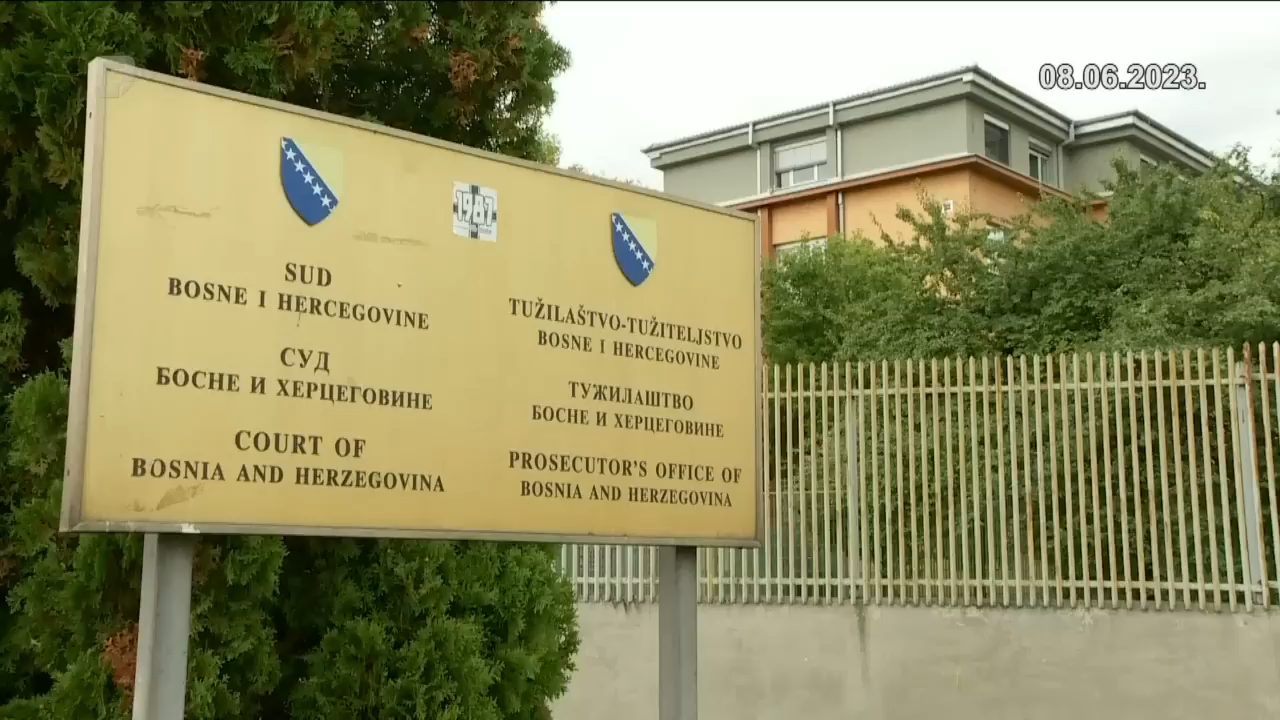 08.06.2023.
1987
SUD
BOSNE I HERCEGOVINE
СУД
БОСНЕ И ХЕРЦЕГОВИНЕ
COURT OF
BOSNIA AND HERZEGOVINA
TUŽILAŠTVO-TUŽITELJSTVO
BOSNE I HERCEGOVINE
ТУЖИЛАШТВО
БОСНЕ И ХЕРЦЕГОВИНЕ
PROSECUTOR'S OFFICE OF
BOSNIA AND HERZEGOVINA